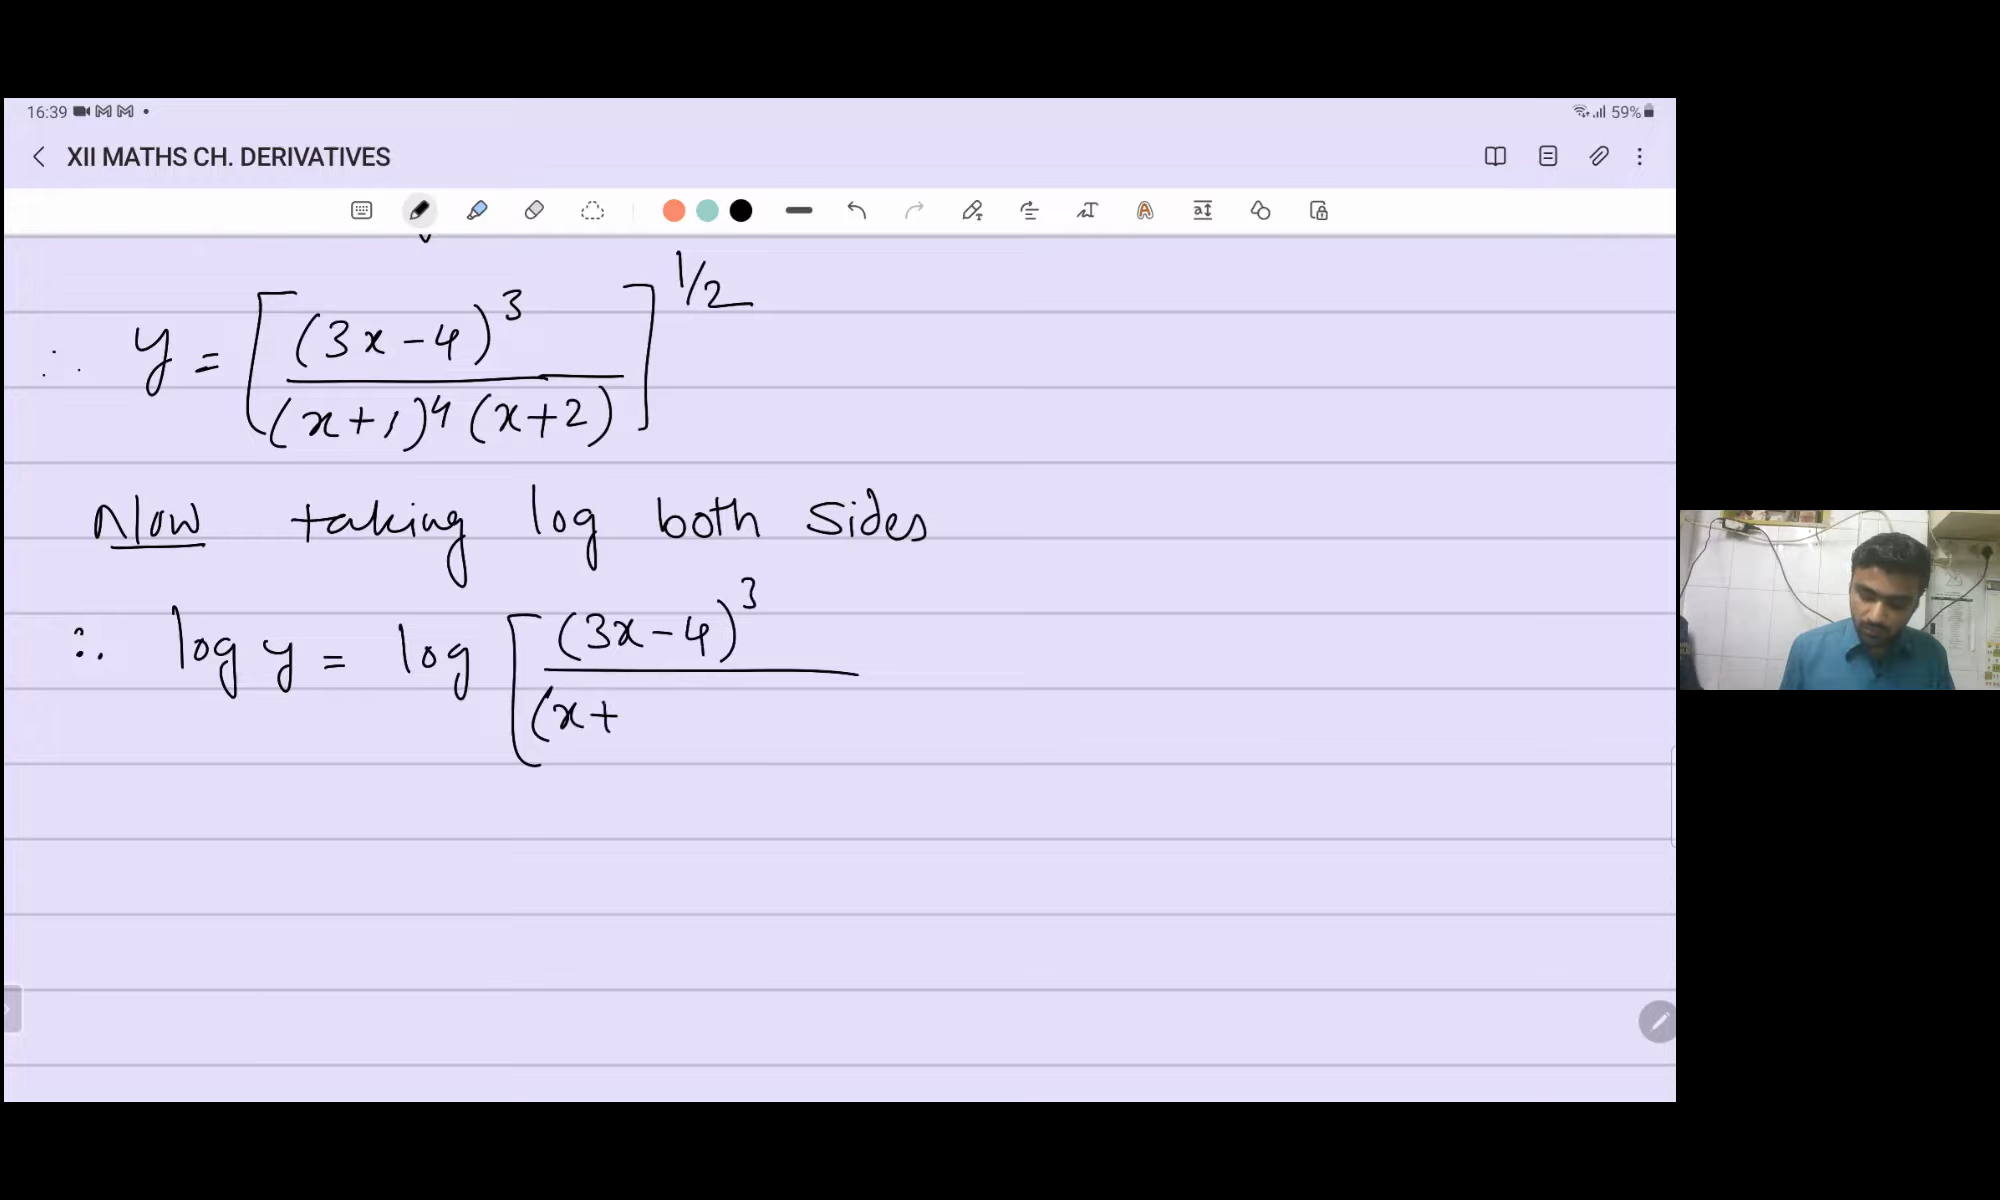 16:39
59%
XII MATHS CH. DERIVATIVES
∴ y = [(3x-4)^3 / (x+1)^4 (x+2)]^1/2
Now taking log both sides
∴ log y = log [(3x-4)^3 / (x+